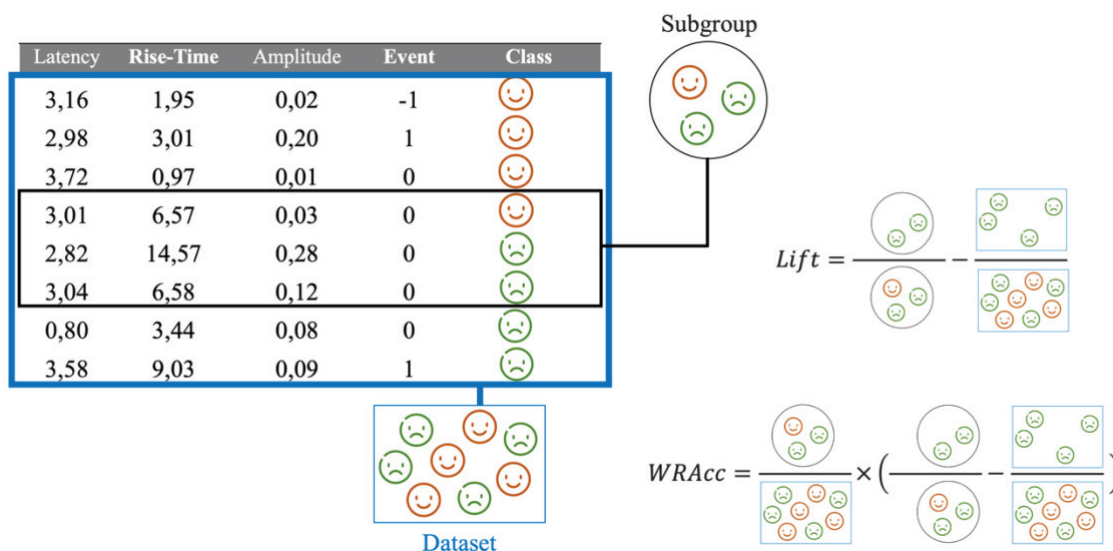 Subgroup
Latency Rise-Time Amplitude Event Class
3,16 1,95 0,02 -1
2,98 3,01 0,20 1
3,72 0,97 0,01 0
3,01 6,57 0,03 0
2,82 14,57 0,28 0
3,04 6,58 0,12 0
0,80 3,44 0,08 0
3,58 9,03 0,09 1
Dataset
Lift = −
WRAcc = × ( − )